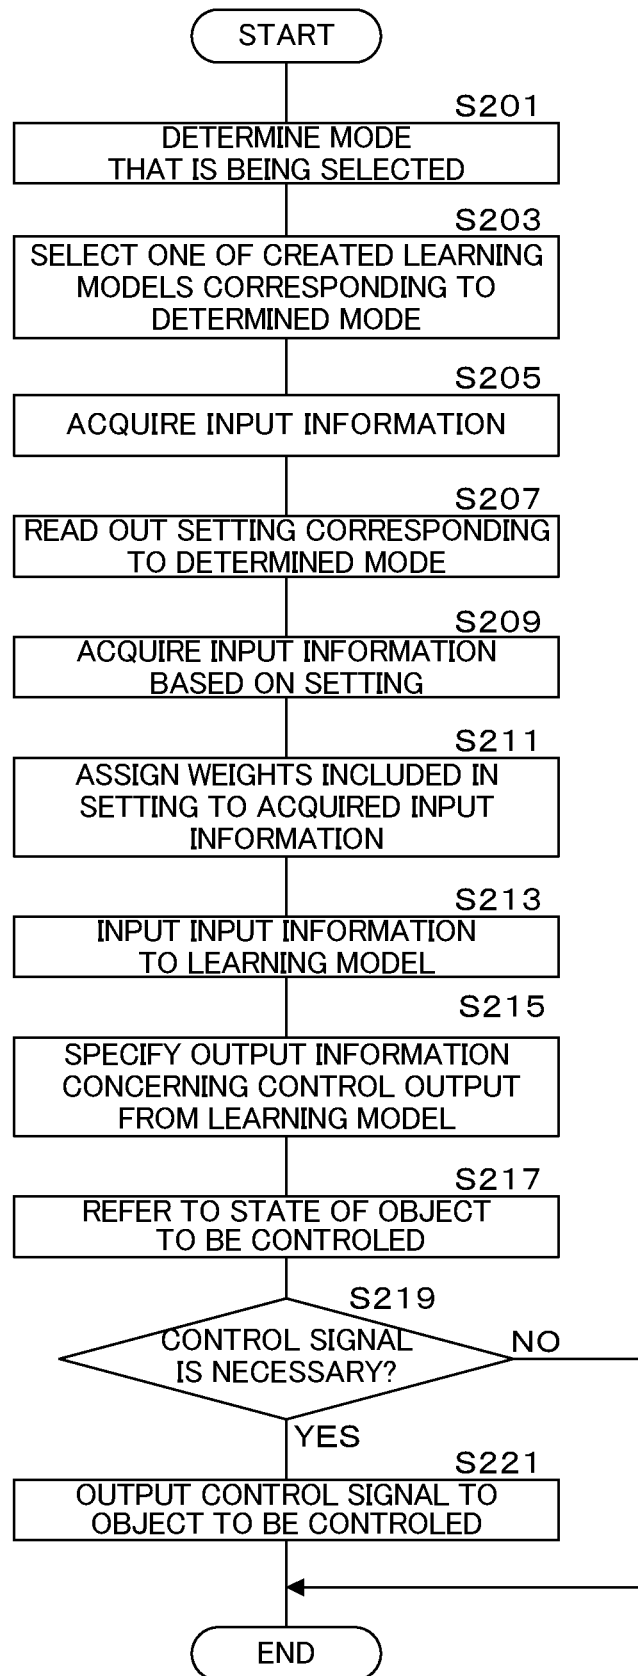 START
S201
DETERMINE MODE
THAT IS BEING SELECTED
S203
SELECT ONE OF CREATED LEARNING
MODELS CORRESPONDING TO
DETERMINED MODE
S205
ACQUIRE INPUT INFORMATION
S207
READ OUT SETTING CORRESPONDING
TO DETERMINED MODE
S209
ACQUIRE INPUT INFORMATION
BASED ON SETTING
S211
ASSIGN WEIGHTS INCLUDED IN
SETTING TO ACQUIRED INPUT
INFORMATION
S213
INPUT INPUT INFORMATION
TO LEARNING MODEL
S215
SPECIFY OUTPUT INFORMATION
CONCERNING CONTROL OUTPUT
FROM LEARNING MODEL
S217
REFER TO STATE OF OBJECT
TO BE CONTROLED
S219
CONTROL SIGNAL
IS NECESSARY?
NO
YES
S221
OUTPUT CONTROL SIGNAL TO
OBJECT TO BE CONTROLED
END